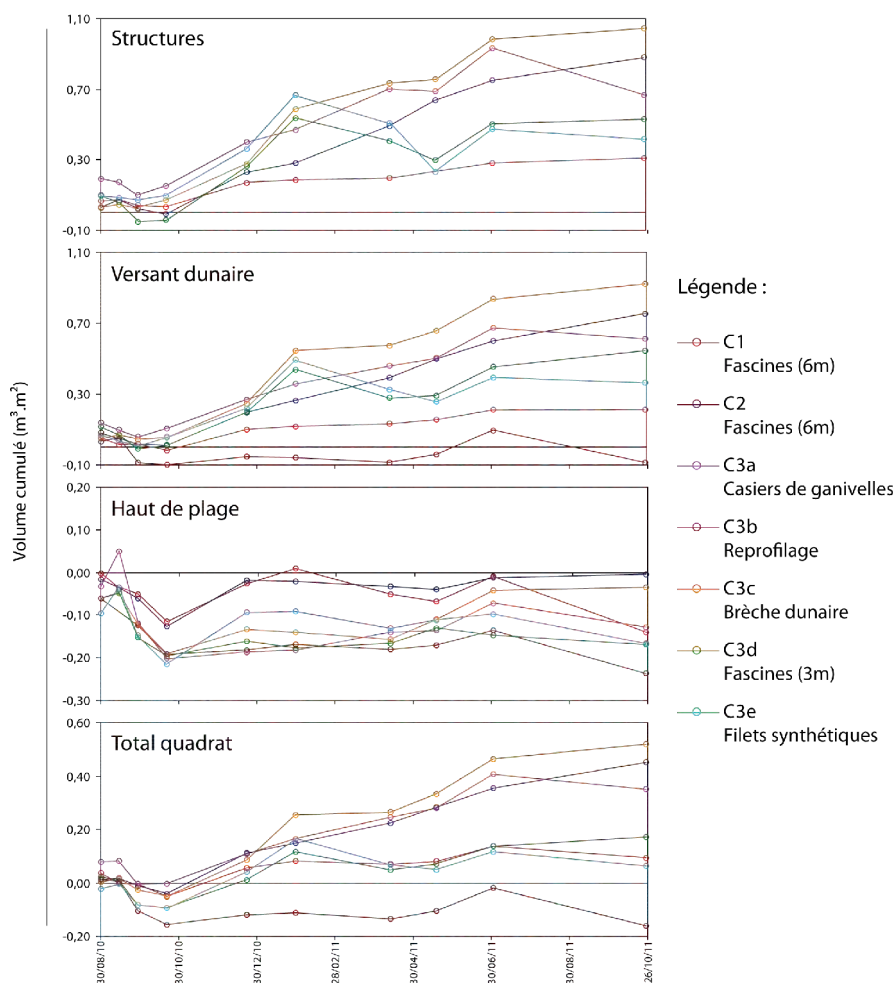 Volume cumulé (m³.m²)
Structures
1,10
0,70
0,30
-0,10
Versant dunaire
1,10
0,70
0,30
-0,10
Haut de plage
0,20
0,10
0,00
-0,10
-0,20
-0,30
Total quadrat
0,60
0,40
0,20
0,00
-0,20
30/08/10
30/10/10
30/12/10
28/02/11
30/04/11
30/06/11
30/08/11
26/10/11
Légende :
C1
Fascines (6m)
C2
Fascines (6m)
C3a
Casiers de ganivelles
C3b
Reprofilage
C3c
Brèche dunaire
C3d
Fascines (3m)
C3e
Filets synthétiques